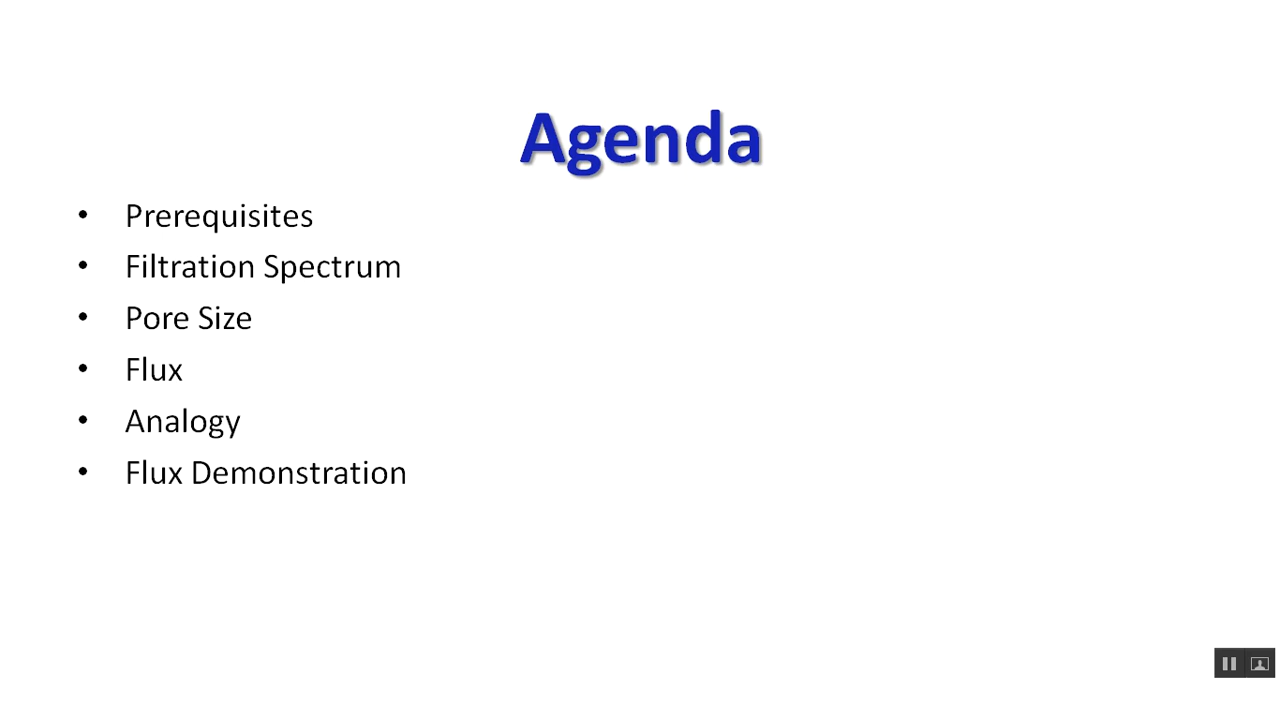 Agenda
• Prerequisites
• Filtration Spectrum
• Pore Size
• Flux
• Analogy
• Flux Demonstration